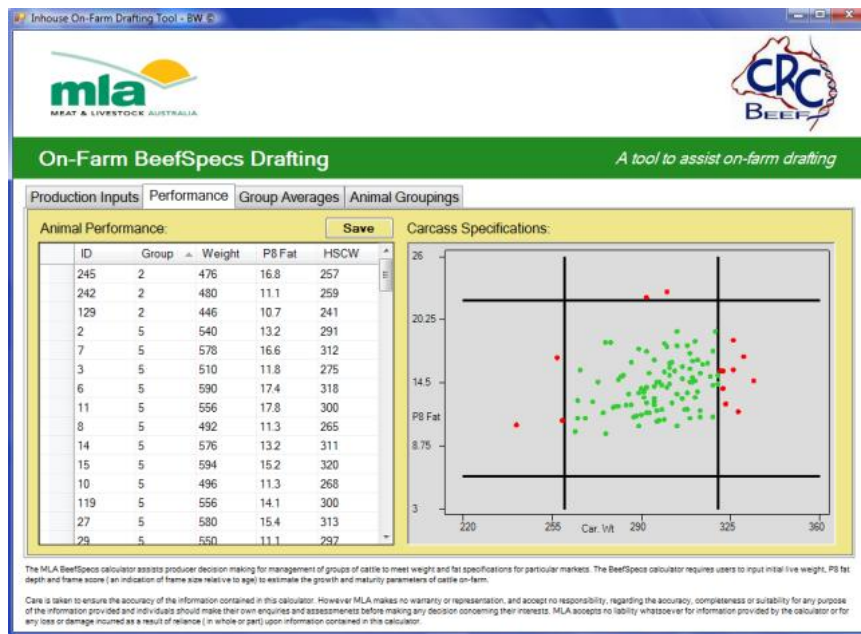 Inhouse On-Farm Drafting Tool - BW ©
mla
MEAT & LIVESTOCK AUSTRALIA
CRC
BEEF
On-Farm BeefSpecs Drafting
A tool to assist on-farm drafting
Production Inputs Performance Group Averages Animal Groupings
Animal Performance:
Save
ID Group Weight P8 Fat HSCW
245 2 476 16.8 257
242 2 480 11.1 259
129 2 446 10.7 241
2 5 540 13.2 291
7 5 578 16.6 312
3 5 510 11.8 275
6 5 590 17.4 318
11 5 556 17.8 300
8 5 492 11.3 265
14 5 576 13.2 311
15 5 594 15.2 320
10 5 496 11.3 268
119 5 556 14.1 300
27 5 580 15.4 313
29 5 550 11.1 297
Carcass Specifications:
26
20.25
14.5
P8 Fat
8.75
3
220 255 Car. Wt 290 325 360
The MLA BeefSpecs calculator assists producer decision making for management of groups of cattle to meet weight and fat specifications for particular markets. The BeefSpecs calculator requires users to input initial live weight, P8 fat
depth and frame score ( an indication of frame size relative to age) to estimate the growth and maturity parameters of cattle on-farm.
Care is taken to ensure the accuracy of the information contained in this calculator. However MLA makes no warranty or representation, and accept no responsibility, regarding the accuracy, completeness or suitability for any purpose
of the information provided and individuals should make their own enquiries and assessmenets before making any decision concerning their interests. MLA accepts no liability whatsoever for information provided by the calculator or for
any loss or damage incurred as a result of reliance ( in whole or part) upon information contained in this calculator.